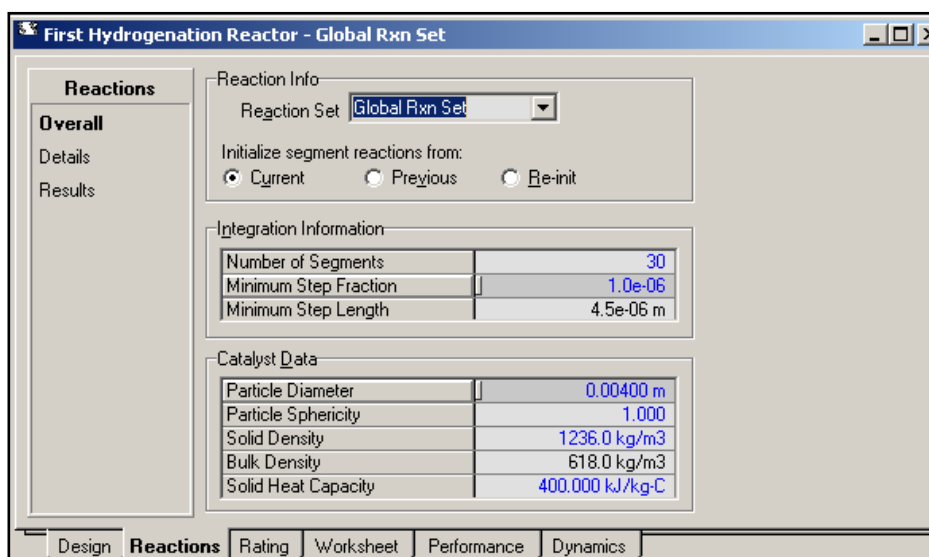 First Hydrogenation Reactor - Global Rxn Set
Reactions
Overall
Details
Results
Reaction Info
Reaction Set Global Rxn Set
Initialize segment reactions from:
Current Previous Re-init
Integration Information
Number of Segments 30
Minimum Step Fraction 1.0e-06
Minimum Step Length 4.5e-06 m
Catalyst Data
Particle Diameter 0.00400 m
Particle Sphericity 1.000
Solid Density 1236.0 kg/m3
Bulk Density 618.0 kg/m3
Solid Heat Capacity 400.000 kJ/kg-C
Design Reactions Rating Worksheet Performance Dynamics